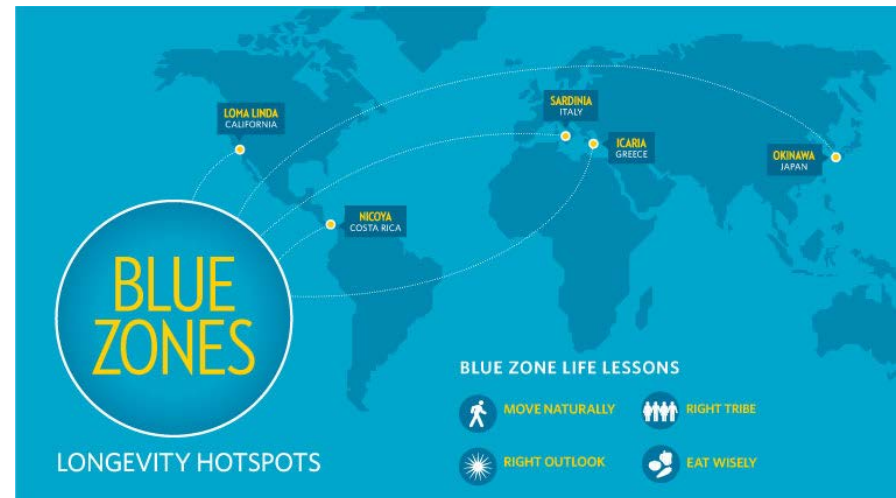 LOMA LINDA
CALIFORNIA
SARDINIA
ITALY
ICARIA
GREECE
OKINAWA
JAPAN
NICOYA
COSTA RICA
BLUE
ZONES
LONGEVITY HOTSPOTS
BLUE ZONE LIFE LESSONS
MOVE NATURALLY
RIGHT TRIBE
RIGHT OUTLOOK
EAT WISELY